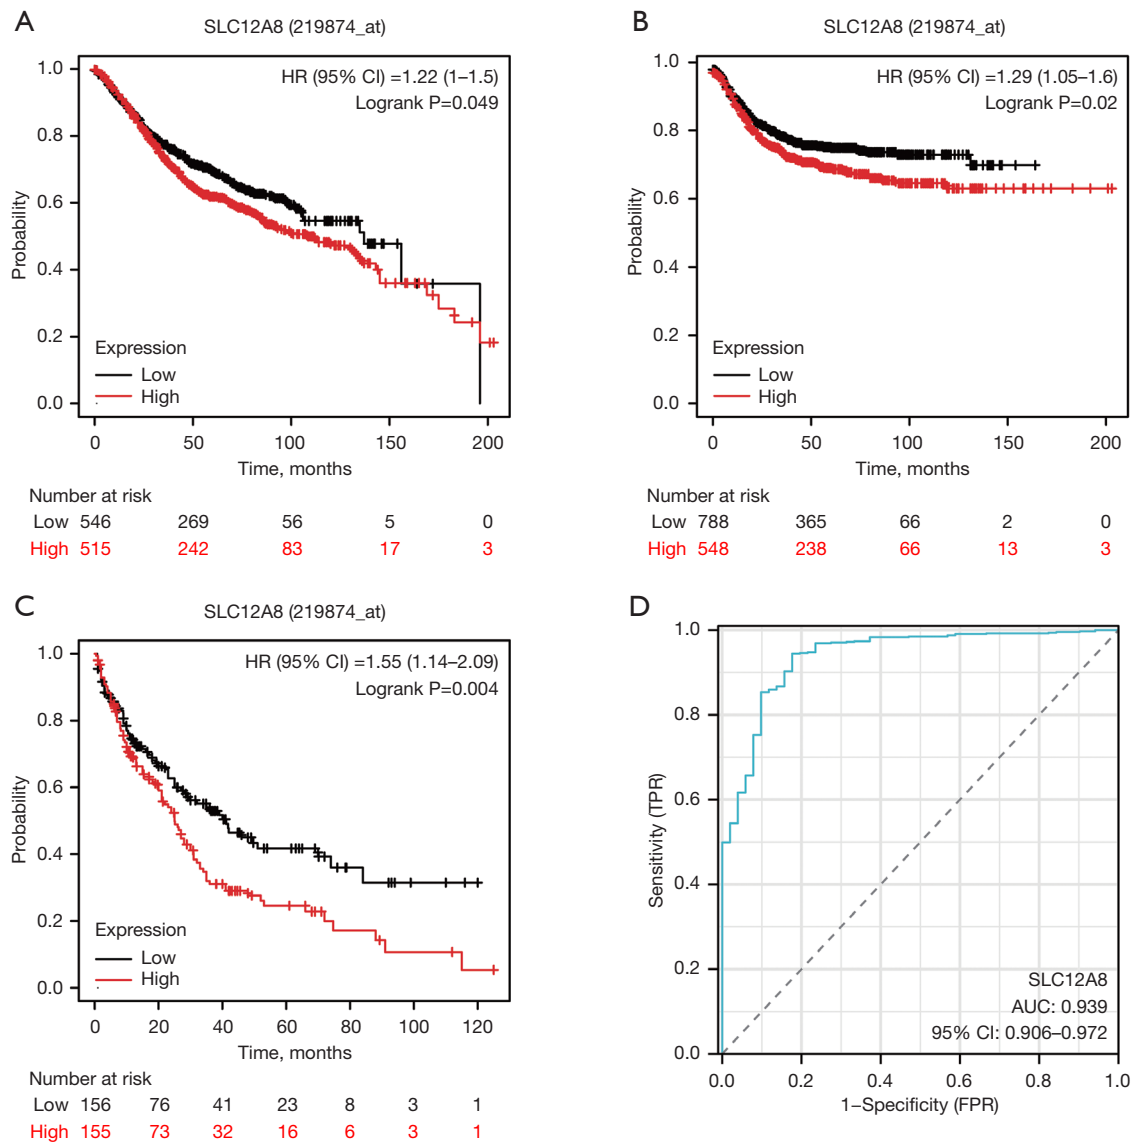 A
SLC12A8 (219874_at)
HR (95% CI) =1.22 (1–1.5)
Logrank P=0.049
Probability
1.0
0.8
0.6
0.4
0.2
0.0
Expression
Low
High
0 50 100 150 200
Time, months
Number at risk
Low 546 269 56 5 0
High 515 242 83 17 3
B
SLC12A8 (219874_at)
HR (95% CI) =1.29 (1.05–1.6)
Logrank P=0.02
Probability
1.0
0.8
0.6
0.4
0.2
0.0
Expression
Low
High
0 50 100 150 200
Time, months
Number at risk
Low 788 365 66 2 0
High 548 238 66 13 3
C
SLC12A8 (219874_at)
HR (95% CI) =1.55 (1.14–2.09)
Logrank P=0.004
Probability
1.0
0.8
0.6
0.4
0.2
0.0
Expression
Low
High
0 20 40 60 80 100 120
Time, months
Number at risk
Low 156 76 41 23 8 3 1
High 155 73 32 16 6 3 1
D
Sensitivity (TPR)
1.0
0.8
0.6
0.4
0.2
0.0
SLC12A8
AUC: 0.939
95% CI: 0.906–0.972
0.0 0.2 0.4 0.6 0.8 1.0
1−Specificity (FPR)